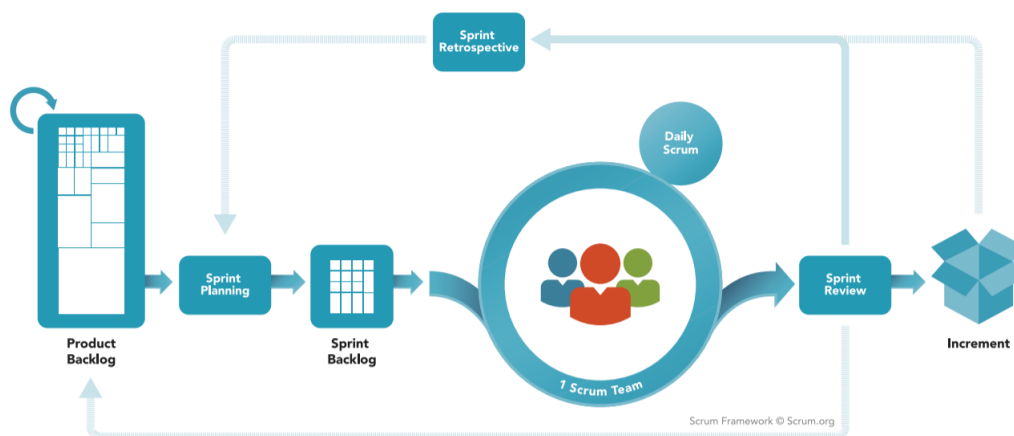 Sprint
Retrospective
Daily
Scrum
Sprint
Planning
Sprint
Review
Product
Backlog
Sprint
Backlog
1 Scrum Team
Increment
Scrum Framework © Scrum.org